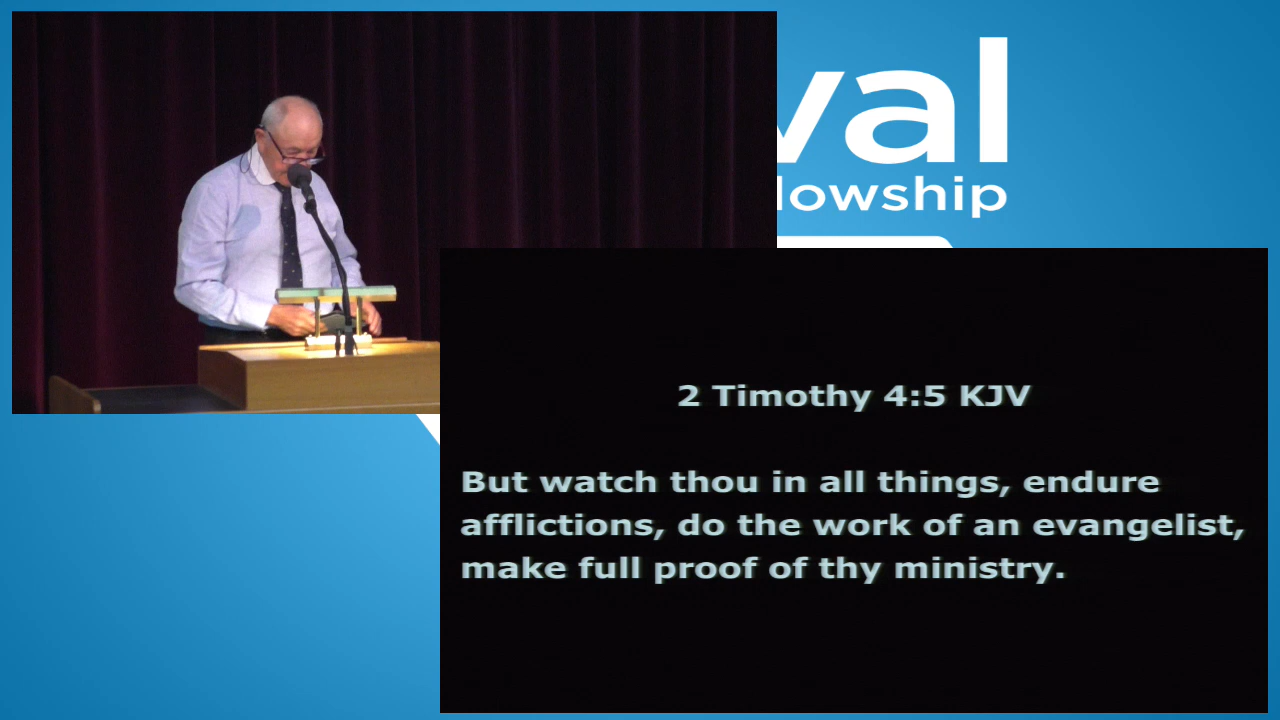 val
lowship
2 Timothy 4:5 KJV
But watch thou in all things, endure
afflictions, do the work of an evangelist,
make full proof of thy ministry.